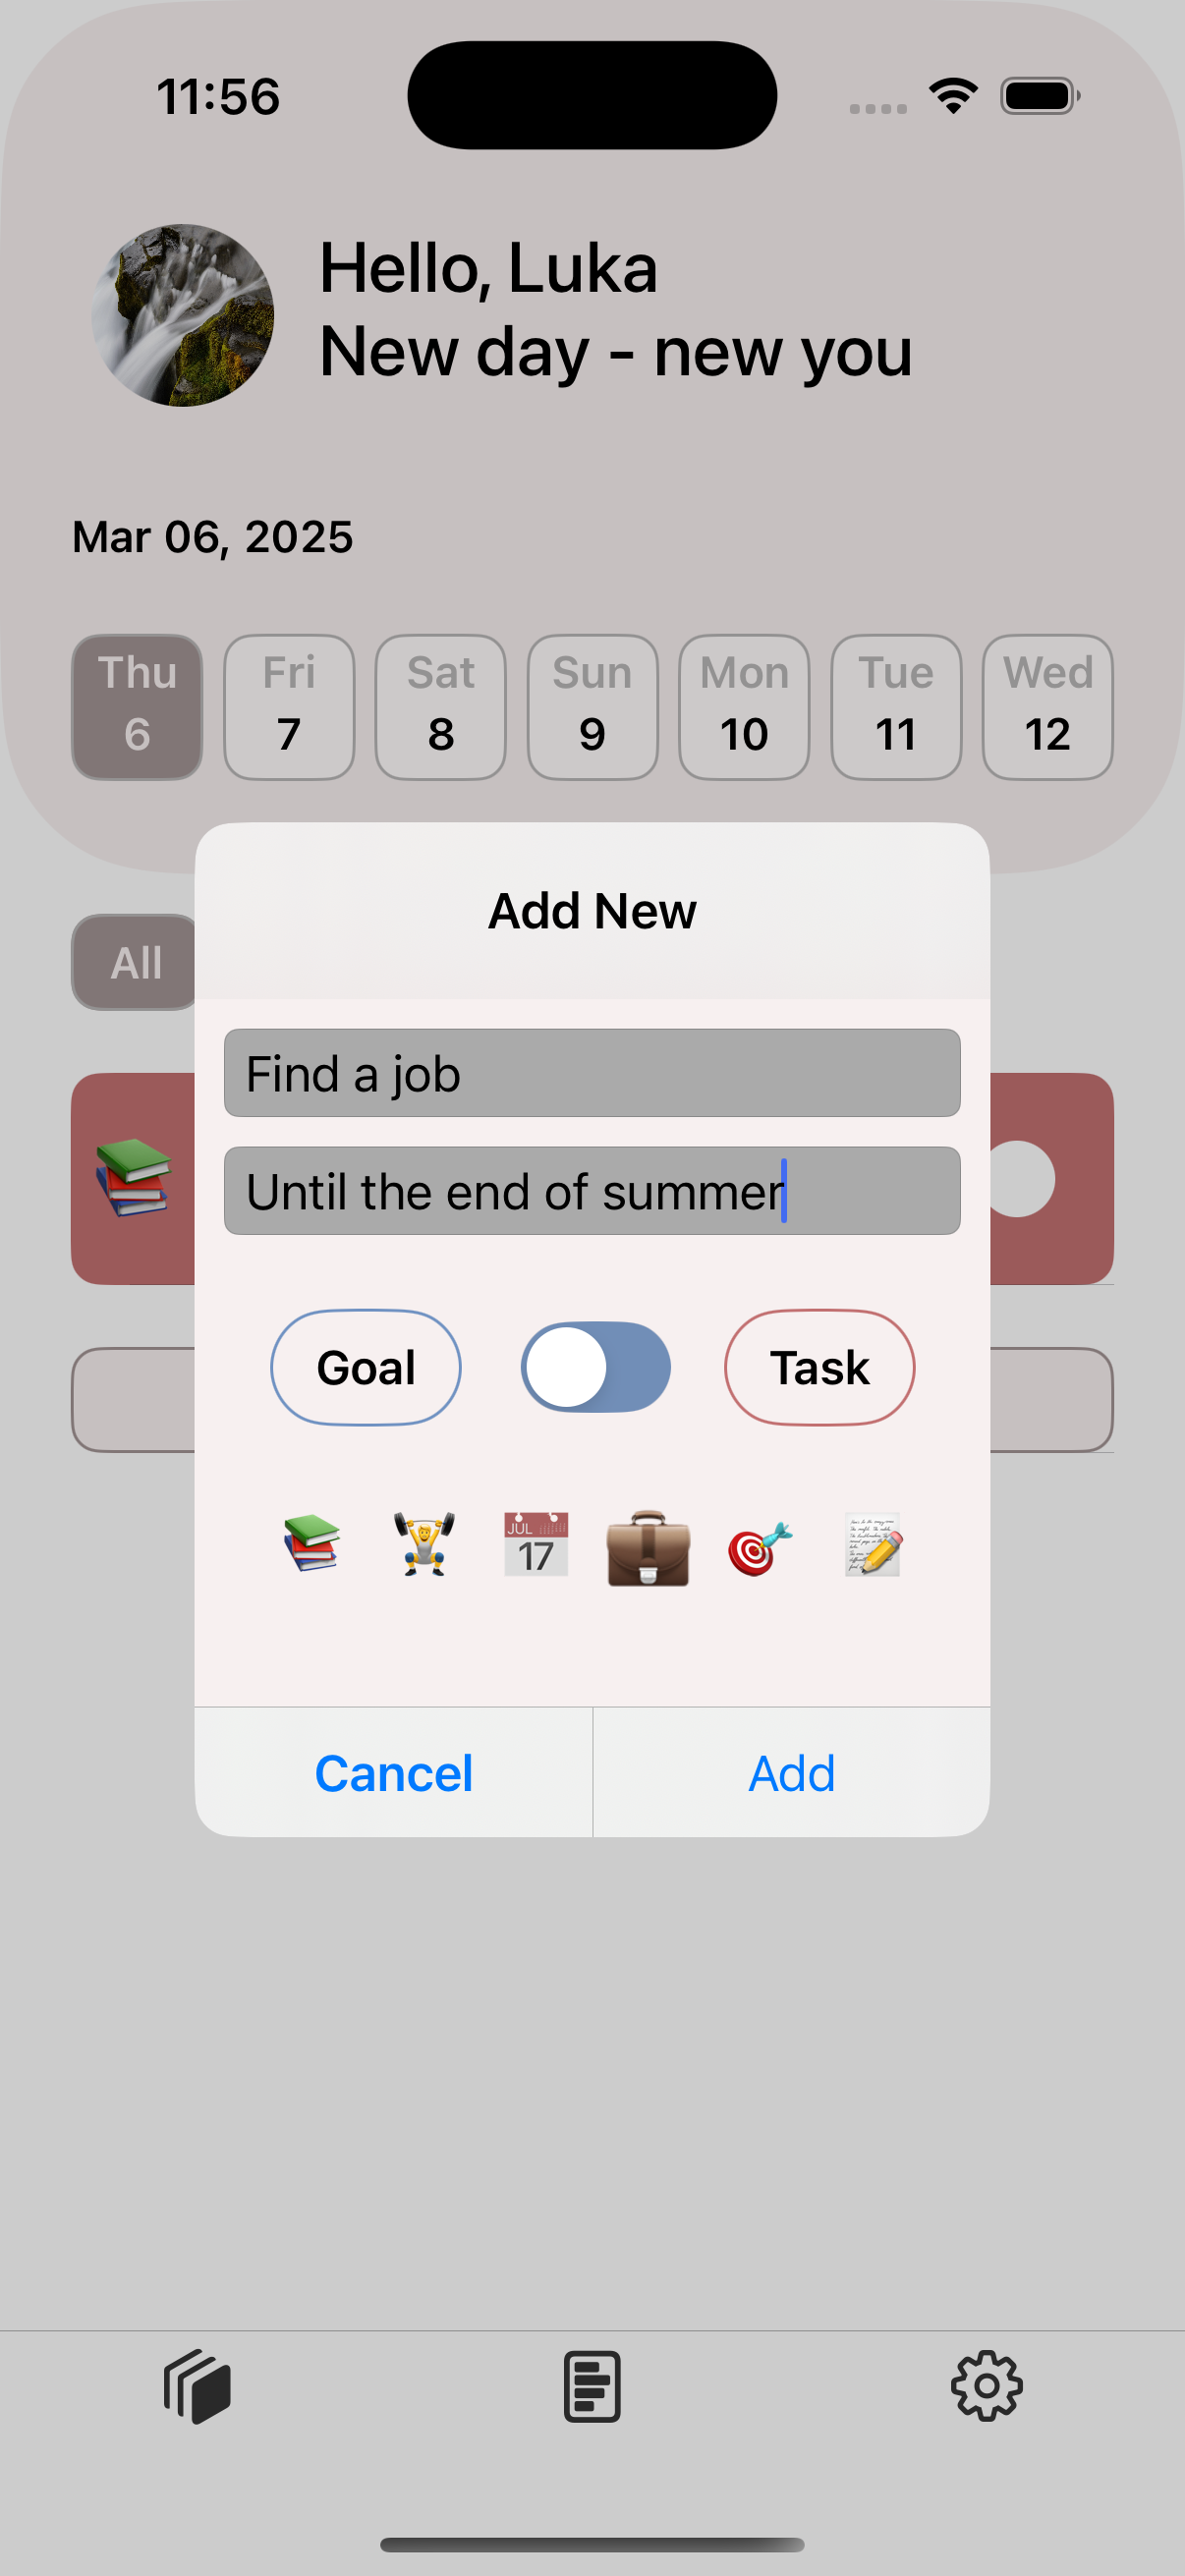 11:56
Hello, Luka
New day - new you
Mar 06, 2025
Thu Fri Sat Sun Mon Tue Wed
6 7 8 9 10 11 12
Add New
All
Find a job
Until the end of summer
Goal Task
JUL
17
Cancel Add